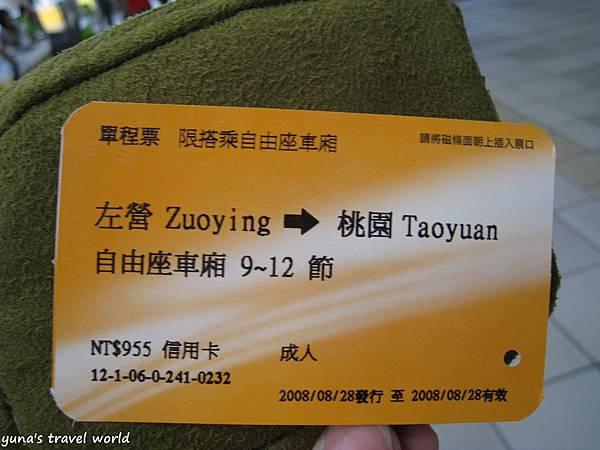 單程票 限搭乘自由座車廂 請將磁條面朝上插入票口
左營 Zuoying → 桃園 Taoyuan
自由座車廂 9~12 節
NT$955 信用卡 成人
12-1-06-0-241-0232
2008/08/28發行 至 2008/08/28有效
yuna's travel world